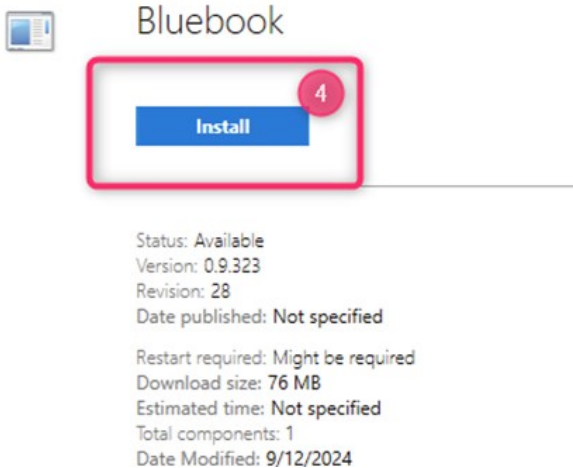 Bluebook
4
Install
Status: Available
Version: 0.9.323
Revision: 28
Date published: Not specified
Restart required: Might be required
Download size: 76 MB
Estimated time: Not specified
Total components: 1
Date Modified: 9/12/2024